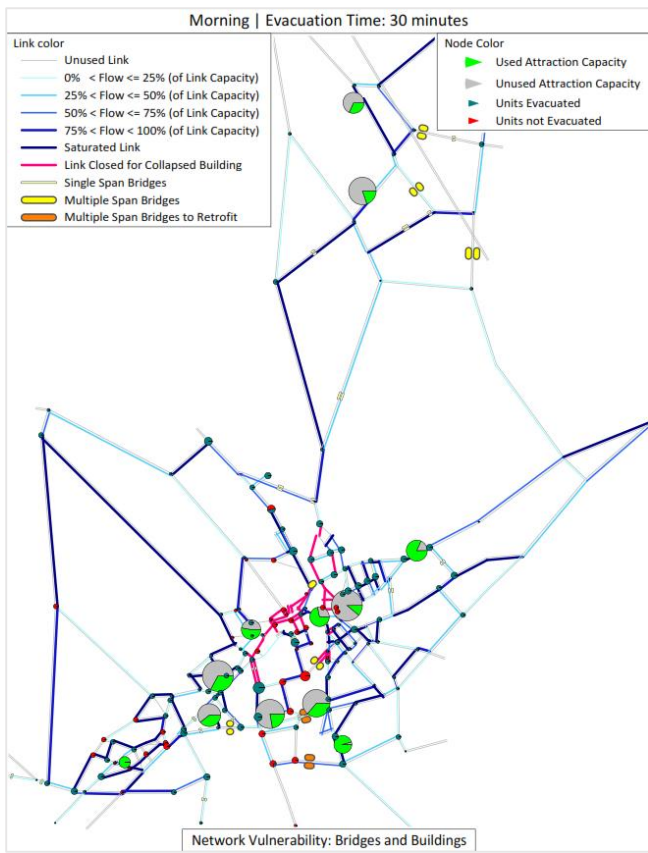 Morning | Evacuation Time: 30 minutes
Link color
Unused Link
0% < Flow <= 25% (of Link Capacity)
25% < Flow <= 50% (of Link Capacity)
50% < Flow <= 75% (of Link Capacity)
75% < Flow < 100% (of Link Capacity)
Saturated Link
Link Closed for Collapsed Building
Single Span Bridges
Multiple Span Bridges
Multiple Span Bridges to Retrofit
Node Color
Used Attraction Capacity
Unused Attraction Capacity
Units Evacuated
Units not Evacuated
Network Vulnerability: Bridges and Buildings